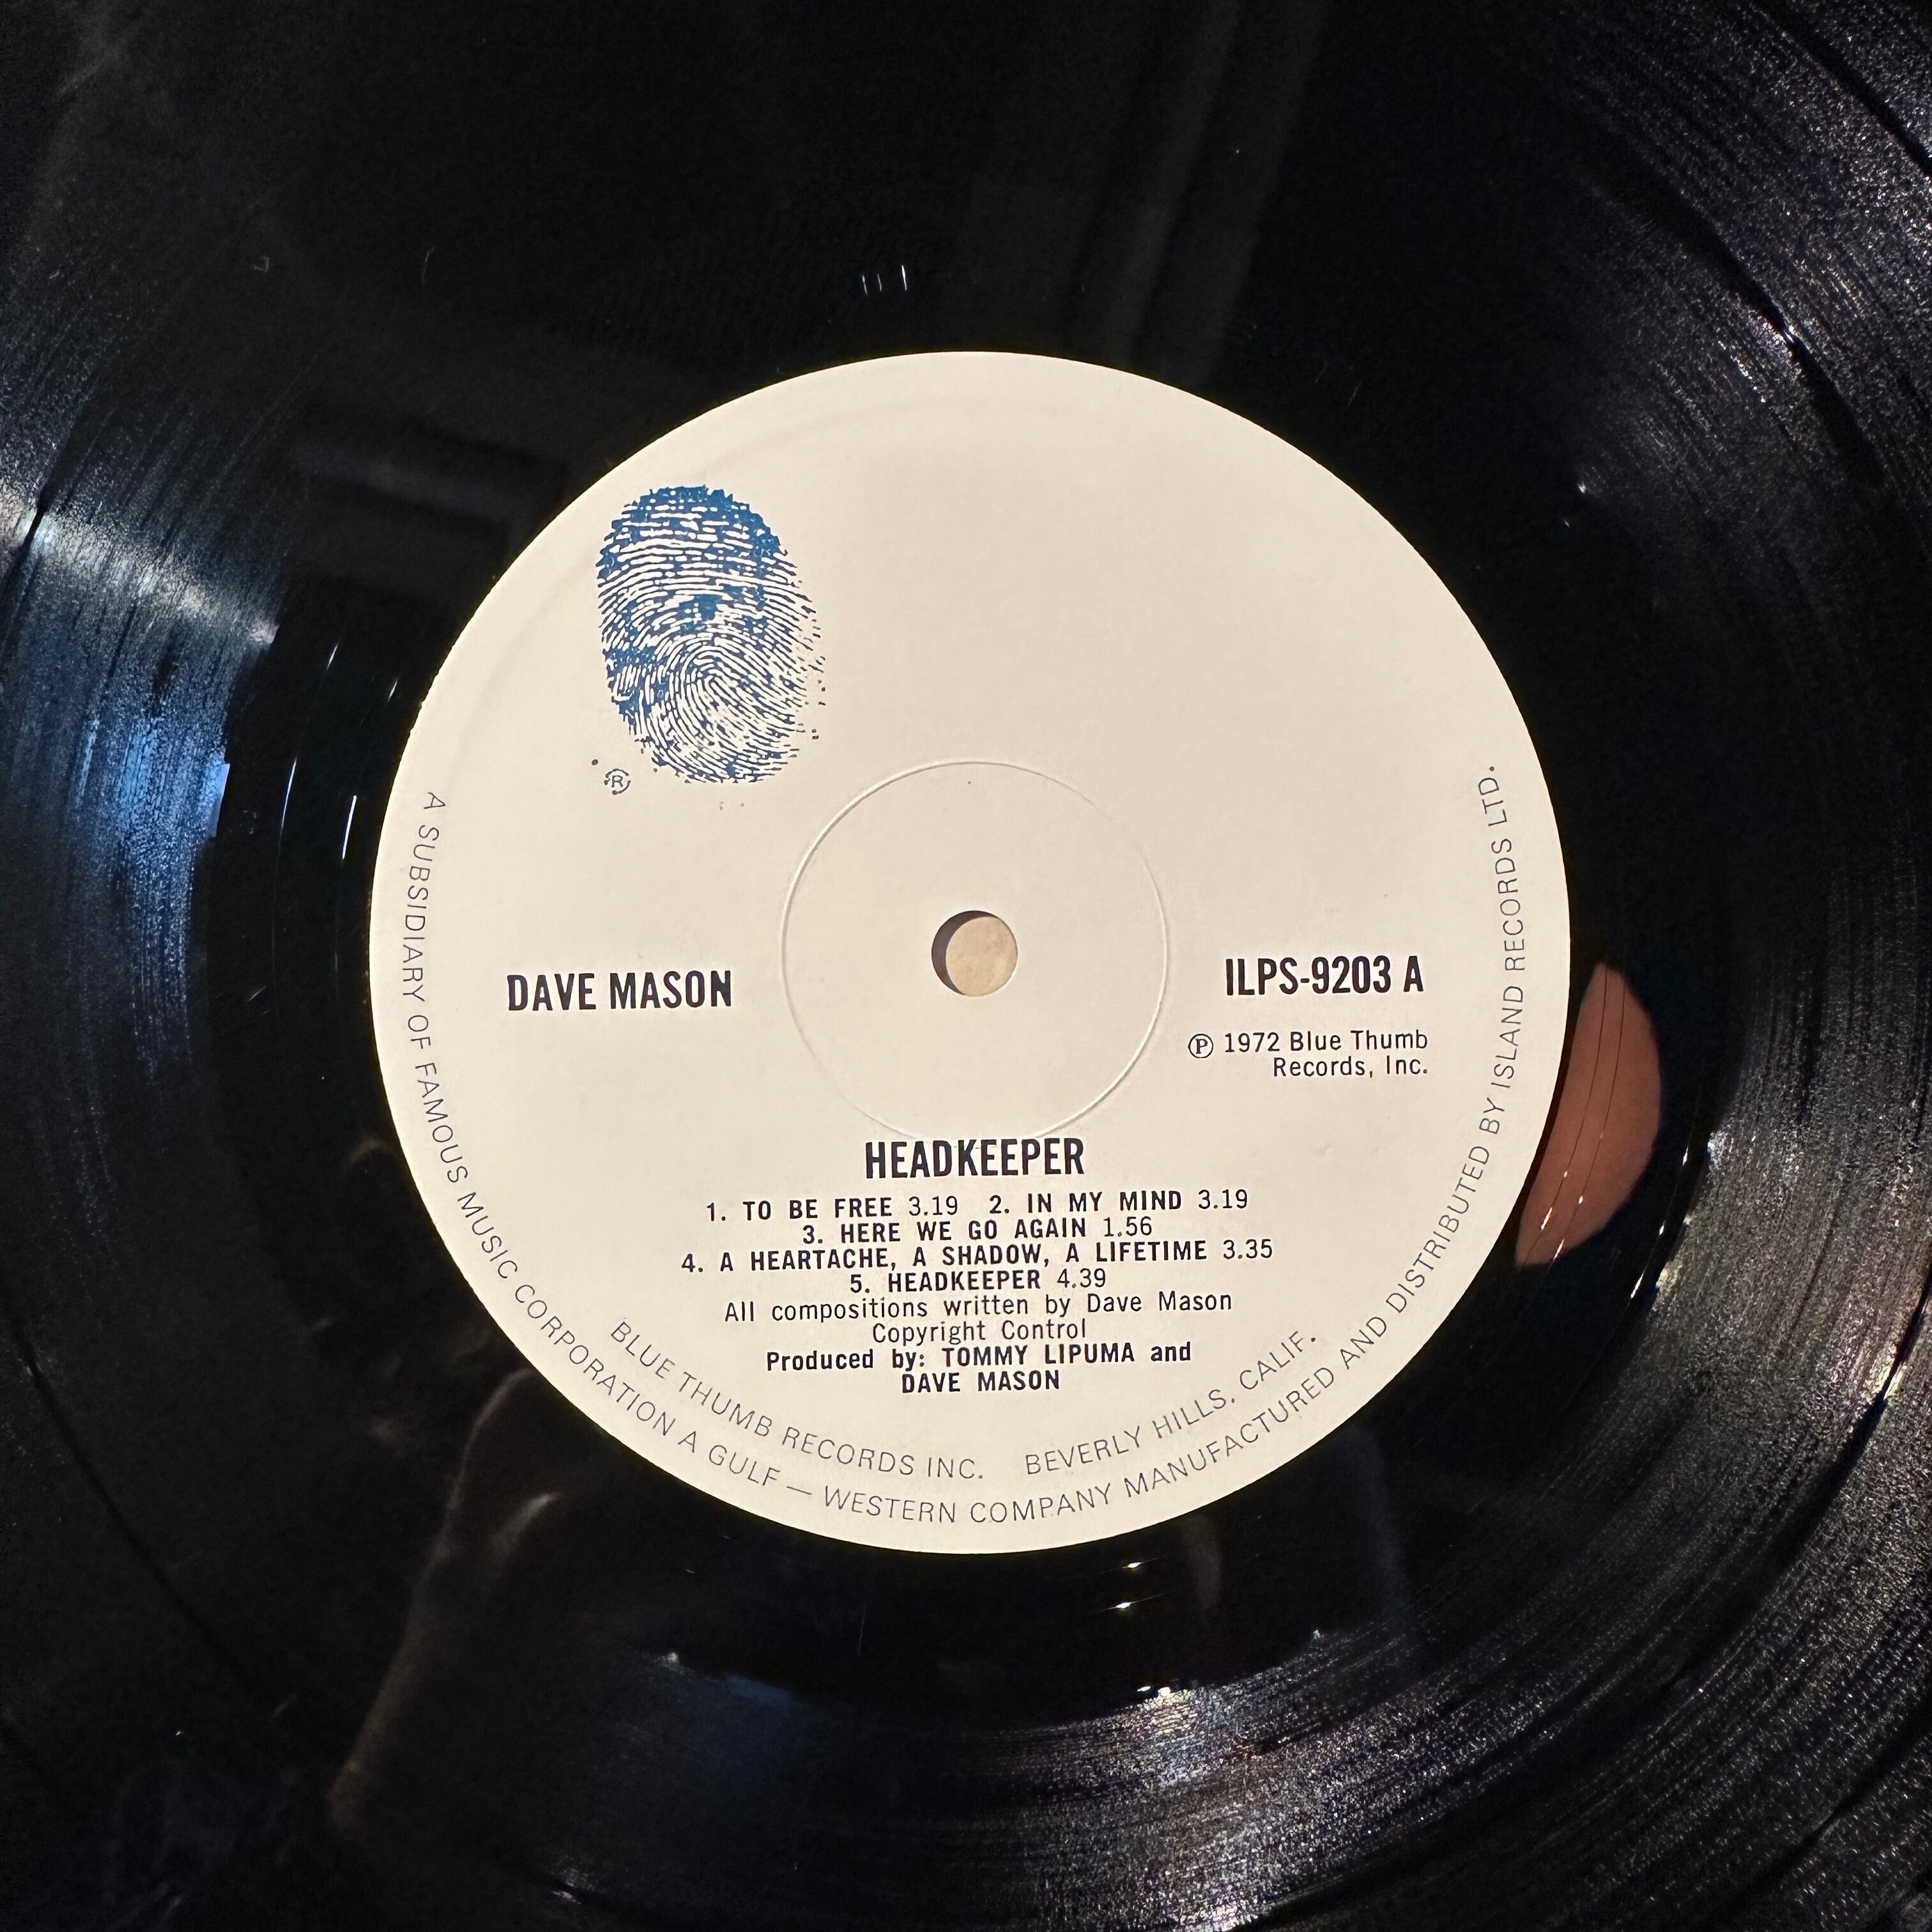 ®
DAVE MASON
ILPS-9203 A
℗ 1972 Blue Thumb
Records, Inc.
HEADKEEPER
1. TO BE FREE 3.19 2. IN MY MIND 3.19
3. HERE WE GO AGAIN 1.56
4. A HEARTACHE, A SHADOW, A LIFETIME 3.35
5. HEADKEEPER 4.39
All compositions written by Dave Mason
Copyright Control
Produced by: TOMMY LIPUMA and
DAVE MASON
BLUE THUMB RECORDS INC. BEVERLY HILLS. CALIF.
A SUBSIDIARY OF FAMOUS MUSIC CORPORATION A GULF — WESTERN COMPANY MANUFACTURED AND DISTRIBUTED BY ISLAND RECORDS LTD.